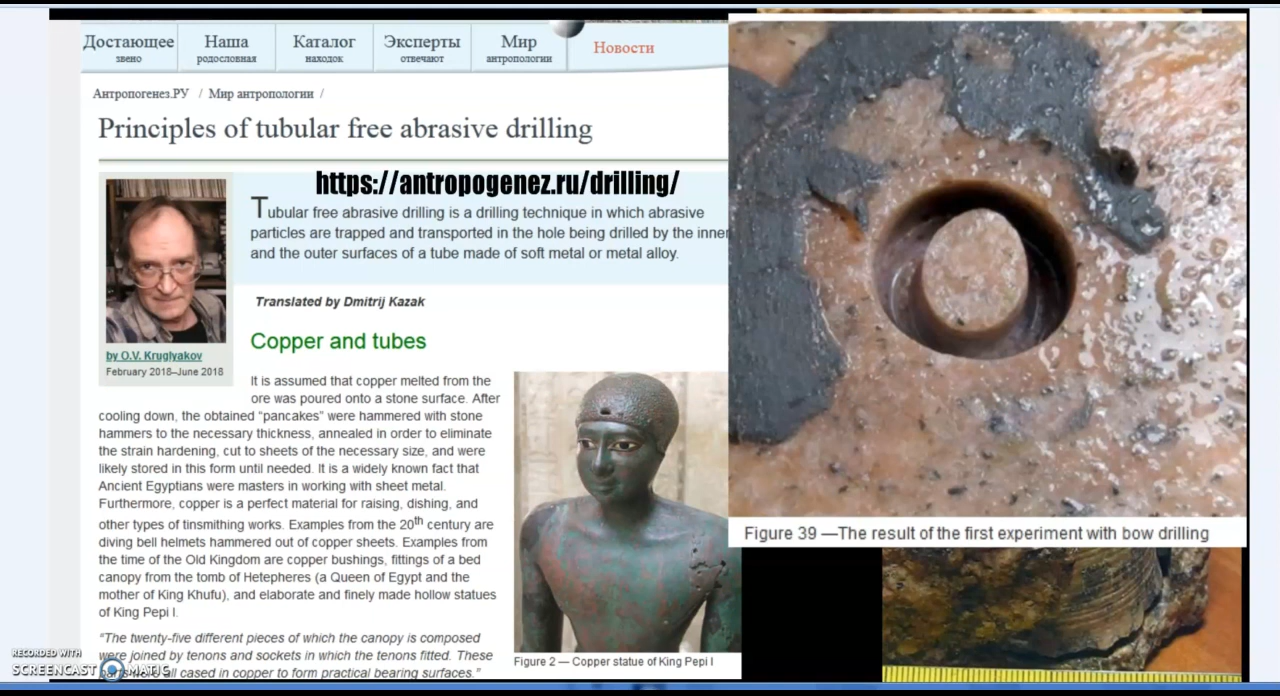 Достающее
звено
Наша
родословная
Каталог
находок
Эксперты
отвечают
Мир
антропологии
Новости
Антропогенез.РУ / Мир антропологии /
Principles of tubular free abrasive drilling
https://antropogenez.ru/drilling/
Tubular free abrasive drilling is a drilling technique in which abrasive
particles are trapped and transported in the hole being drilled by the inner
and the outer surfaces of a tube made of soft metal or metal alloy.
by O.V. Kruglyakov
February 2018–June 2018
Translated by Dmitrij Kazak
Copper and tubes
It is assumed that copper melted from the
ore was poured onto a stone surface. After
cooling down, the obtained “pancakes” were hammered with stone
hammers to the necessary thickness, annealed in order to eliminate
the strain hardening, cut to sheets of the necessary size, and were
likely stored in this form until needed. It is a widely known fact that
Ancient Egyptians were masters in working with sheet metal.
Furthermore, copper is a perfect material for raising, dishing, and
other types of tinsmithing works. Examples from the 20th century are
diving bell helmets hammered out of copper sheets. Examples from
the time of the Old Kingdom are copper bushings, fittings of a bed
canopy from the tomb of Hetepheres (a Queen of Egypt and the
mother of King Khufu), and elaborate and finely made hollow statues
of King Pepi I.
“The twenty-five different pieces of which the canopy is composed
were joined by tenons and sockets in which the tenons fitted. These
parts were all cased in copper to form practical bearing surfaces.”
Figure 2 — Copper statue of King Pepi I
Figure 39 —The result of the first experiment with bow drilling
RECORDED WITH
SCREENCAST MATIC